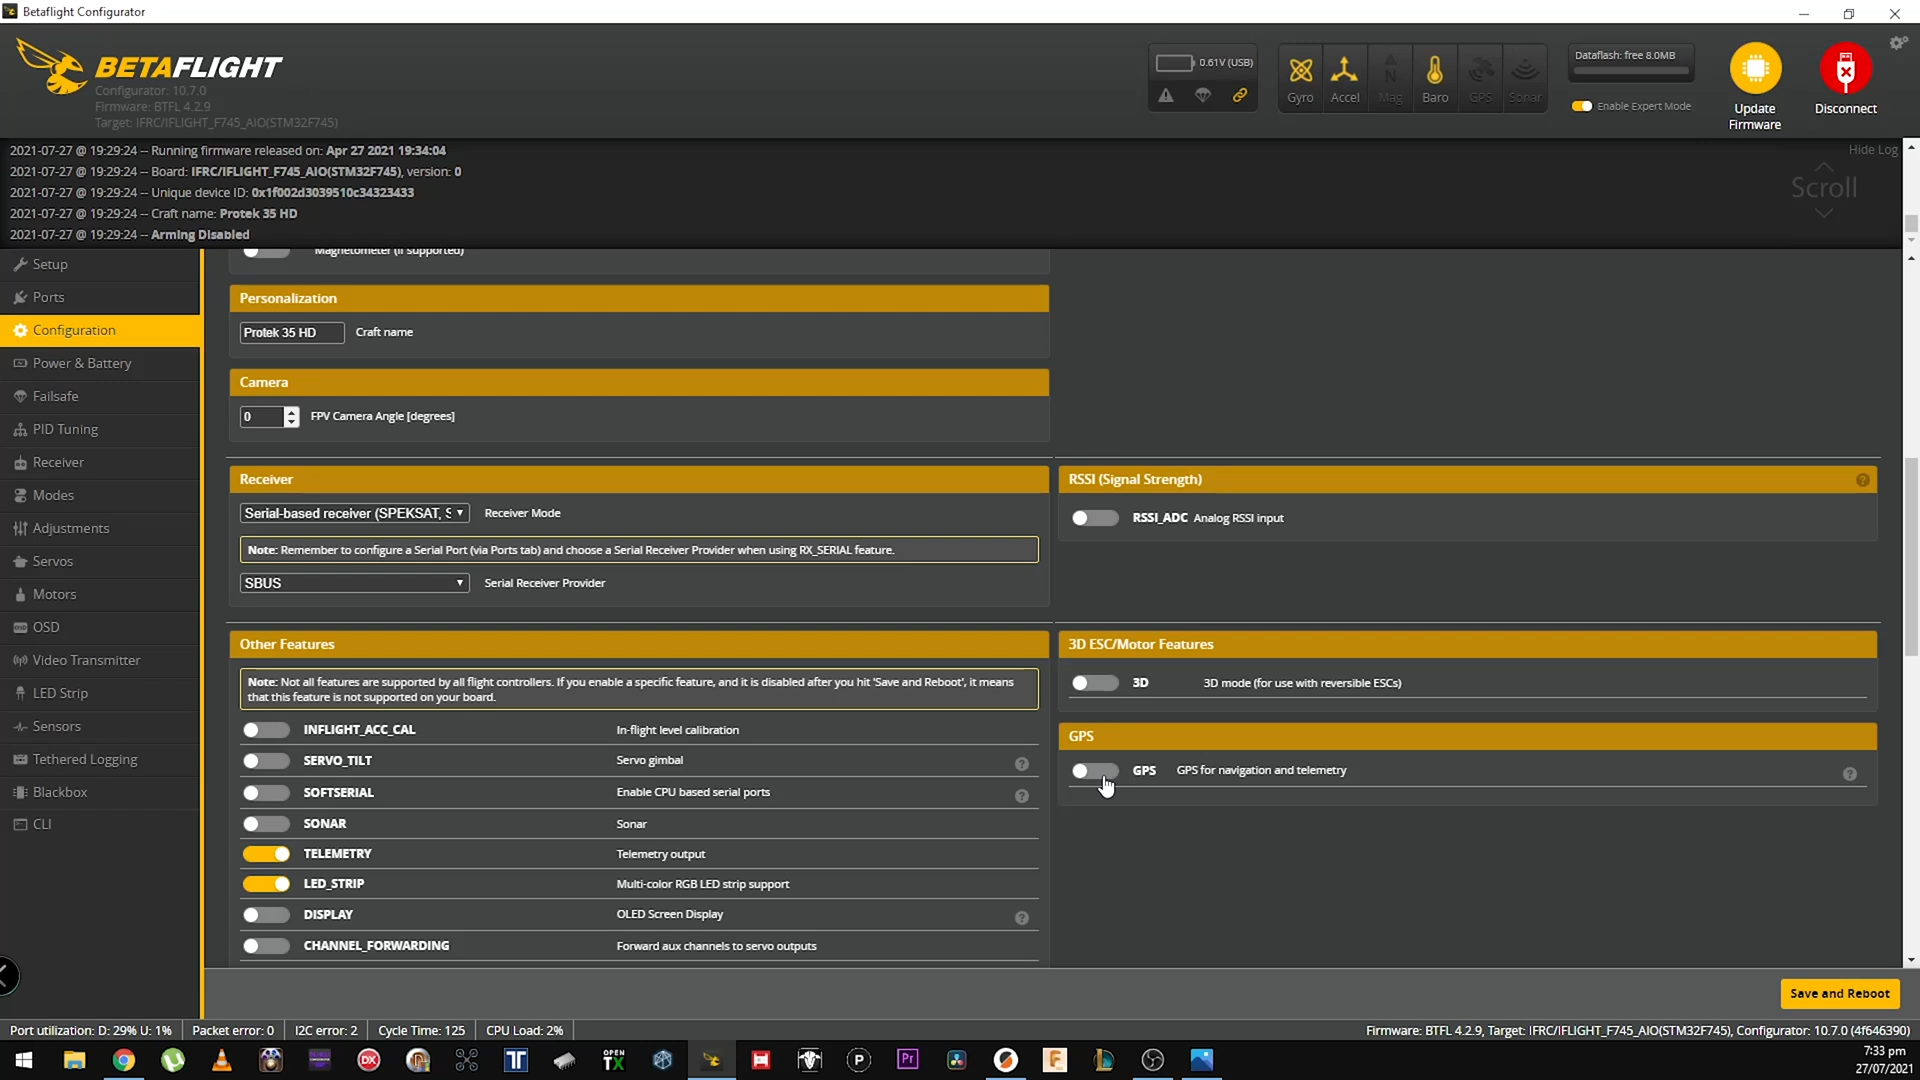 Betaflight Configurator
BETAFLIGHT
Configurator: 10.7.0
Firmware: BTFL 4.2.9
Target: IFRC/IFLIGHT_F745_AIO(STM32F745)
0.61V (USB)
Gyro
Accel
Mag
Baro
GPS
Sonar
Dataflash: free 8.0MB
Enable Expert Mode
Update
Firmware
Disconnect
2021-07-27 @ 19:29:24 -- Running firmware released on: Apr 27 2021 19:34:04
2021-07-27 @ 19:29:24 -- Board: IFRC/IFLIGHT_F745_AIO(STM32F745), version: 0
2021-07-27 @ 19:29:24 -- Unique device ID: 0x1f002d3039510c34323433
2021-07-27 @ 19:29:24 -- Craft name: Protek 35 HD
2021-07-27 @ 19:29:24 -- Arming Disabled
Hide Log
Scroll
Setup
Ports
Configuration
Power & Battery
Failsafe
PID Tuning
Receiver
Modes
Adjustments
Servos
Motors
OSD
Video Transmitter
LED Strip
Sensors
Tethered Logging
Blackbox
CLI
Magnetometer (if supported)
Personalization
Protek 35 HD
Craft name
Camera
0
FPV Camera Angle [degrees]
Receiver
Serial-based receiver (SPEKSAT, S
Receiver Mode
Note: Remember to configure a Serial Port (via Ports tab) and choose a Serial Receiver Provider when using RX_SERIAL feature.
SBUS
Serial Receiver Provider
RSSI (Signal Strength)
RSSI_ADC Analog RSSI input
Other Features
Note: Not all features are supported by all flight controllers. If you enable a specific feature, and it is disabled after you hit 'Save and Reboot', it means
that this feature is not supported on your board.
INFLIGHT_ACC_CAL In-flight level calibration
SERVO_TILT Servo gimbal
SOFTSERIAL Enable CPU based serial ports
SONAR Sonar
TELEMETRY Telemetry output
LED_STRIP Multi-color RGB LED strip support
DISPLAY OLED Screen Display
CHANNEL_FORWARDING Forward aux channels to servo outputs
3D ESC/Motor Features
3D 3D mode (for use with reversible ESCs)
GPS
GPS GPS for navigation and telemetry
Save and Reboot
Port utilization: D: 29% U: 1%
Packet error: 0
I2C error: 2
Cycle Time: 125
CPU Load: 2%
Firmware: BTFL 4.2.9, Target: IFRC/IFLIGHT_F745_AIO(STM32F745), Configurator: 10.7.0 (4f646390)
DX
OPEN
TX
Pr
7:33 pm
27/07/2021